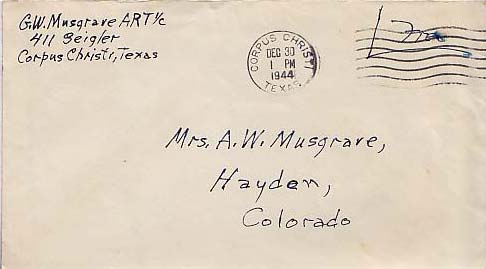 G.W. Musgrave ART 1/c
411 Zeigler
Corpus Christi, Texas
CORPUS CHRISTI
DEC 30
1 PM
1944
TEXAS
Free
Mrs. A.W. Musgrave,
Hayden,
Colorado